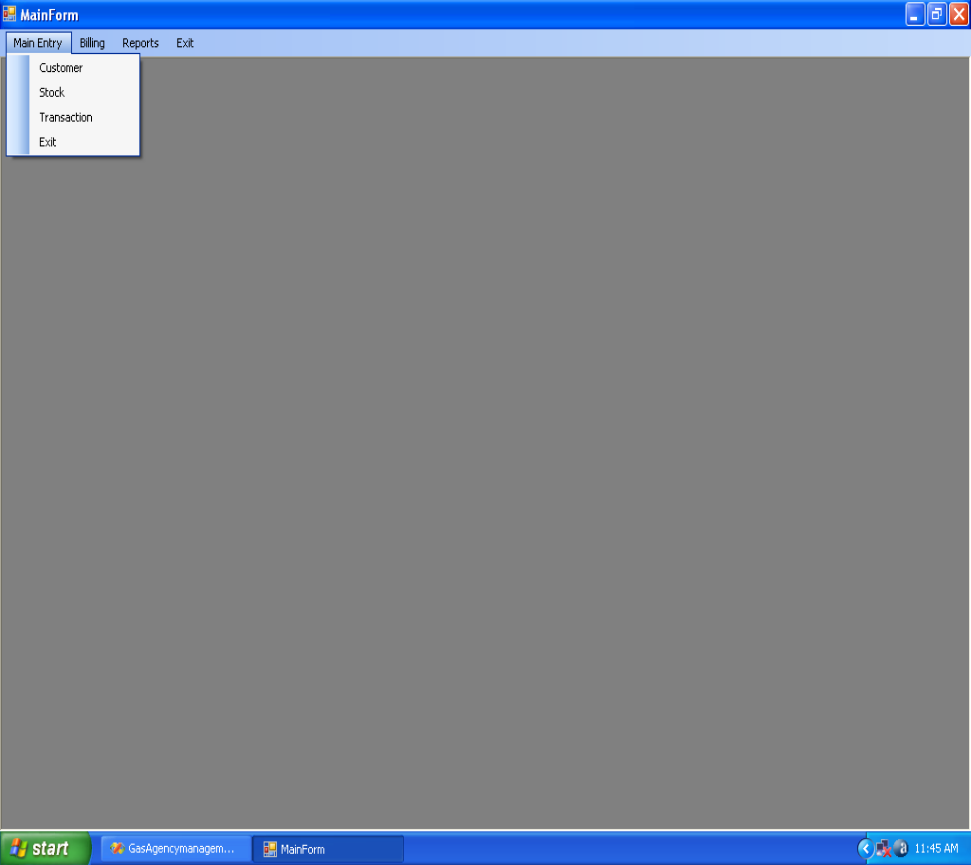 MainForm
Main Entry Billing Reports Exit
Customer
Stock
Transaction
Exit
start GasAgencymanagem... MainForm 11:45 AM